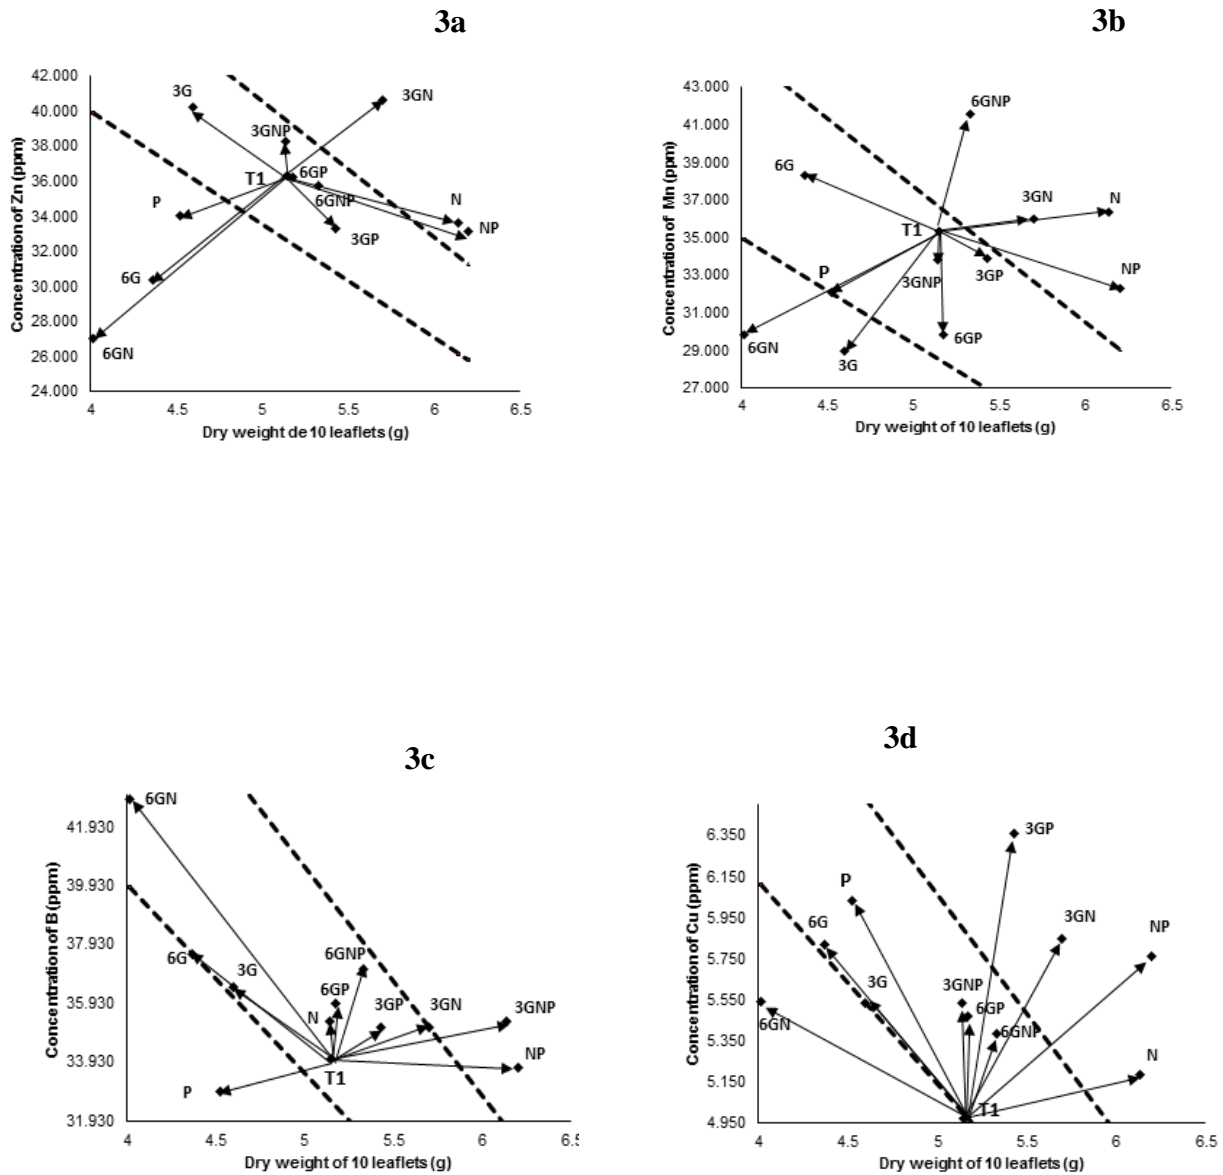 3a
3b
42.000
40.000
38.000
36.000
34.000
32.000
30.000
28.000
26.000
24.000
Concentration of Zn (ppm)
3G
3GN
3GNP
T1
6GP
6GNP
P
N
NP
3GP
6G
6GN
4
4.5
5
5.5
6
6.5
Dry weight de 10 leaflets (g)
43.000
41.000
39.000
37.000
35.000
33.000
31.000
29.000
27.000
Concentration of Mn (ppm)
6GNP
6G
3GN
N
T1
P
3GNP
3GP
NP
6GN
6GP
3G
4
4.5
5
5.5
6
6.5
Dry weight of 10 leaflets (g)
3c
3d
41.930
39.930
37.930
35.930
33.930
31.930
Concentration of B (ppm)
6GN
6G
3G
6GNP
6GP
N
3GP
3GN
3GNP
NP
T1
P
4
4.5
5
5.5
6
6.5
Dry weight of 10 leaflets (g)
6.350
6.150
5.950
5.750
5.550
5.350
5.150
4.950
Concentration of Cu (ppm)
3GP
P
6G
3GN
NP
3G
3GNP
6GP
6GN
6GNP
N
T1
4
4.5
5
5.5
6
6.5
Dry weight of 10 leaflets (g)